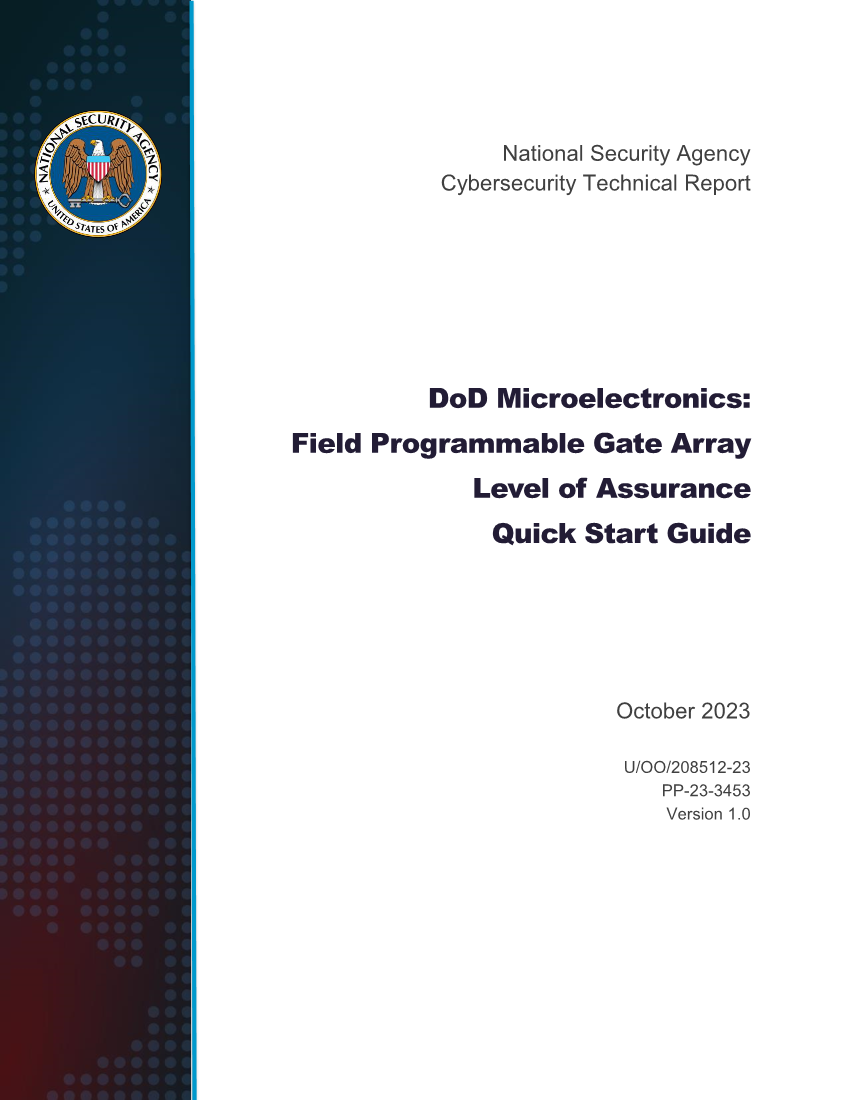 NATIONAL SECURITY AGENCY
UNITED STATES OF AMERICA
National Security Agency
Cybersecurity Technical Report
DoD Microelectronics:
Field Programmable Gate Array
Level of Assurance
Quick Start Guide
October 2023
U/OO/208512-23
PP-23-3453
Version 1.0